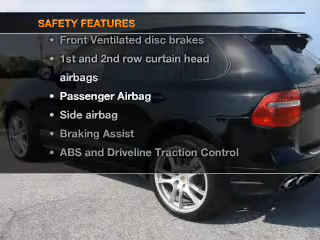 SAFETY FEATURES
• Front Ventilated disc brakes
• 1st and 2nd row curtain head
airbags
• Passenger Airbag
• Side airbag
• Braking Assist
• ABS and Driveline Traction Control